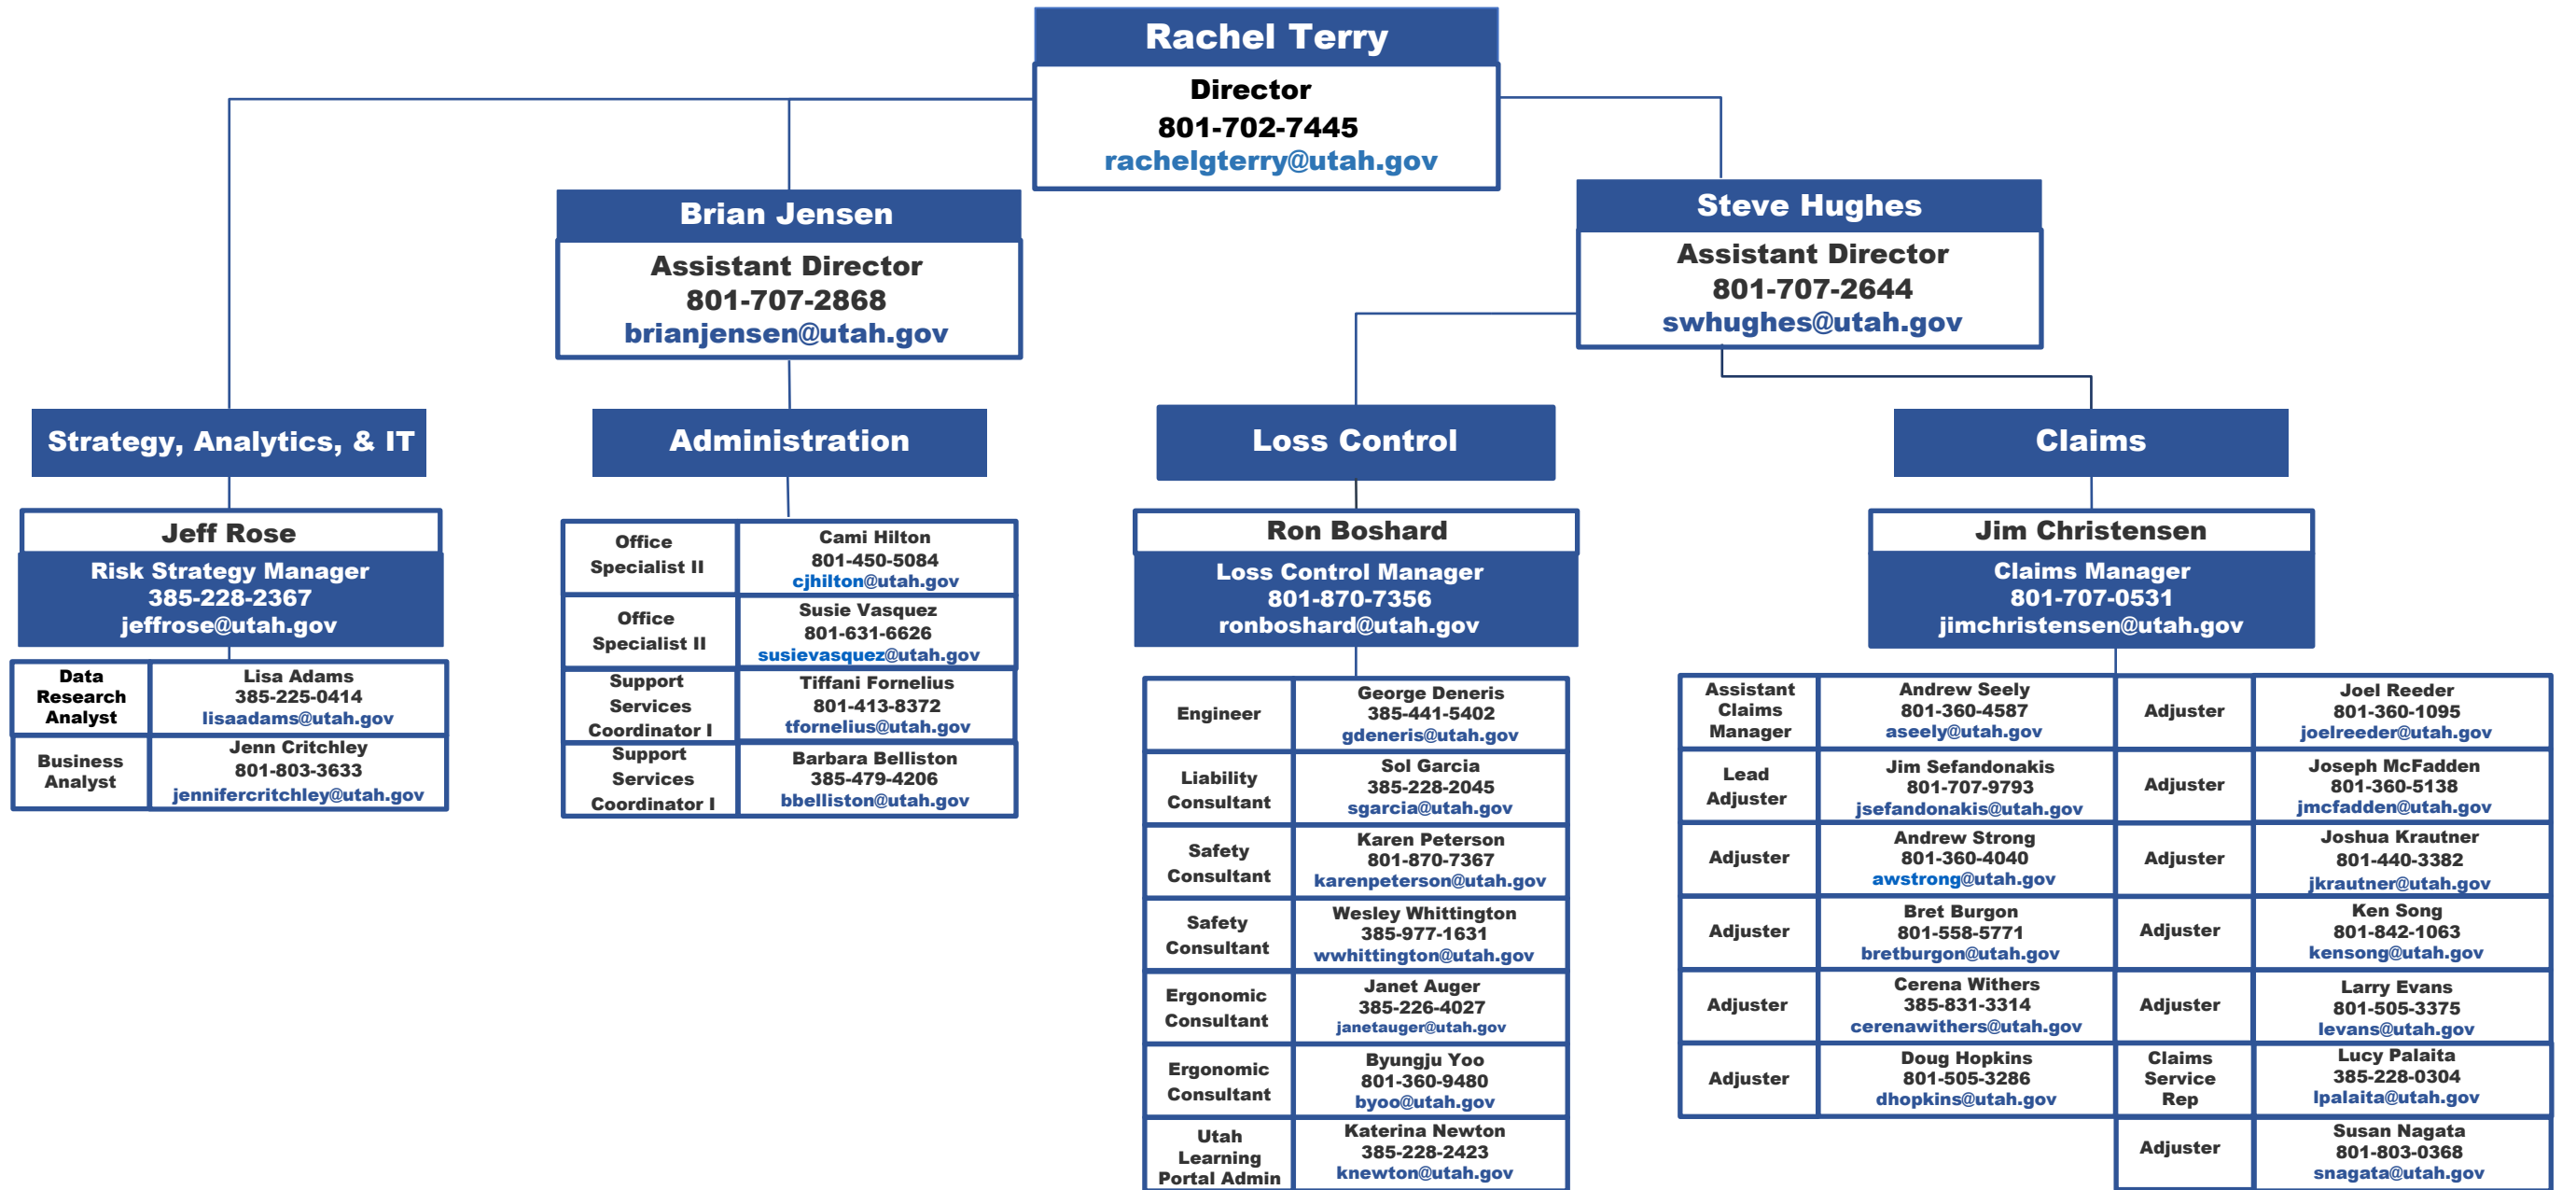 Rachel Terry
Director
801-702-7445
rachelgterry@utah.gov
Brian Jensen
Assistant Director
801-707-2868
brianjensen@utah.gov
Steve Hughes
Assistant Director
801-707-2644
swhughes@utah.gov
Strategy, Analytics, & IT
Jeff Rose
Risk Strategy Manager
385-228-2367
jeffrose@utah.gov
Data
Research
Analyst
Lisa Adams
385-225-0414
lisaadams@utah.gov
Business
Analyst
Jenn Critchley
801-803-3633
jennifercritchley@utah.gov
Administration
Office
Specialist II
Cami Hilton
801-450-5084
cjhilton@utah.gov
Office
Specialist II
Susie Vasquez
801-631-6626
susievasquez@utah.gov
Support
Services
Coordinator I
Tiffani Fornelius
801-413-8372
tfornelius@utah.gov
Support
Services
Coordinator I
Barbara Belliston
385-479-4206
bbelliston@utah.gov
Loss Control
Ron Boshard
Loss Control Manager
801-870-7356
ronboshard@utah.gov
Engineer
George Deneris
385-441-5402
gdeneris@utah.gov
Liability
Consultant
Sol Garcia
385-228-2045
sgarcia@utah.gov
Safety
Consultant
Karen Peterson
801-870-7367
karenpeterson@utah.gov
Safety
Consultant
Wesley Whittington
385-977-1631
wwhittington@utah.gov
Ergonomic
Consultant
Janet Auger
385-226-4027
janetauger@utah.gov
Ergonomic
Consultant
Byungju Yoo
801-360-9480
byoo@utah.gov
Utah
Learning
Portal Admin
Katerina Newton
385-228-2423
knewton@utah.gov
Claims
Jim Christensen
Claims Manager
801-707-0531
jimchristensen@utah.gov
Assistant
Claims
Manager
Andrew Seely
801-360-4587
aseely@utah.gov
Adjuster
Joel Reeder
801-360-1095
joelreeder@utah.gov
Lead
Adjuster
Jim Sefandonakis
801-707-9793
jsefandonakis@utah.gov
Adjuster
Joseph McFadden
801-360-5138
jmcfadden@utah.gov
Adjuster
Andrew Strong
801-360-4040
awstrong@utah.gov
Adjuster
Joshua Krautner
801-440-3382
jkrautner@utah.gov
Adjuster
Bret Burgon
801-558-5771
bretburgon@utah.gov
Adjuster
Ken Song
801-842-1063
kensong@utah.gov
Adjuster
Cerena Withers
385-831-3314
cerenawithers@utah.gov
Adjuster
Larry Evans
801-505-3375
levans@utah.gov
Adjuster
Doug Hopkins
801-505-3286
dhopkins@utah.gov
Claims
Service
Rep
Lucy Palaita
385-228-0304
lpalaita@utah.gov
Adjuster
Susan Nagata
801-803-0368
snagata@utah.gov